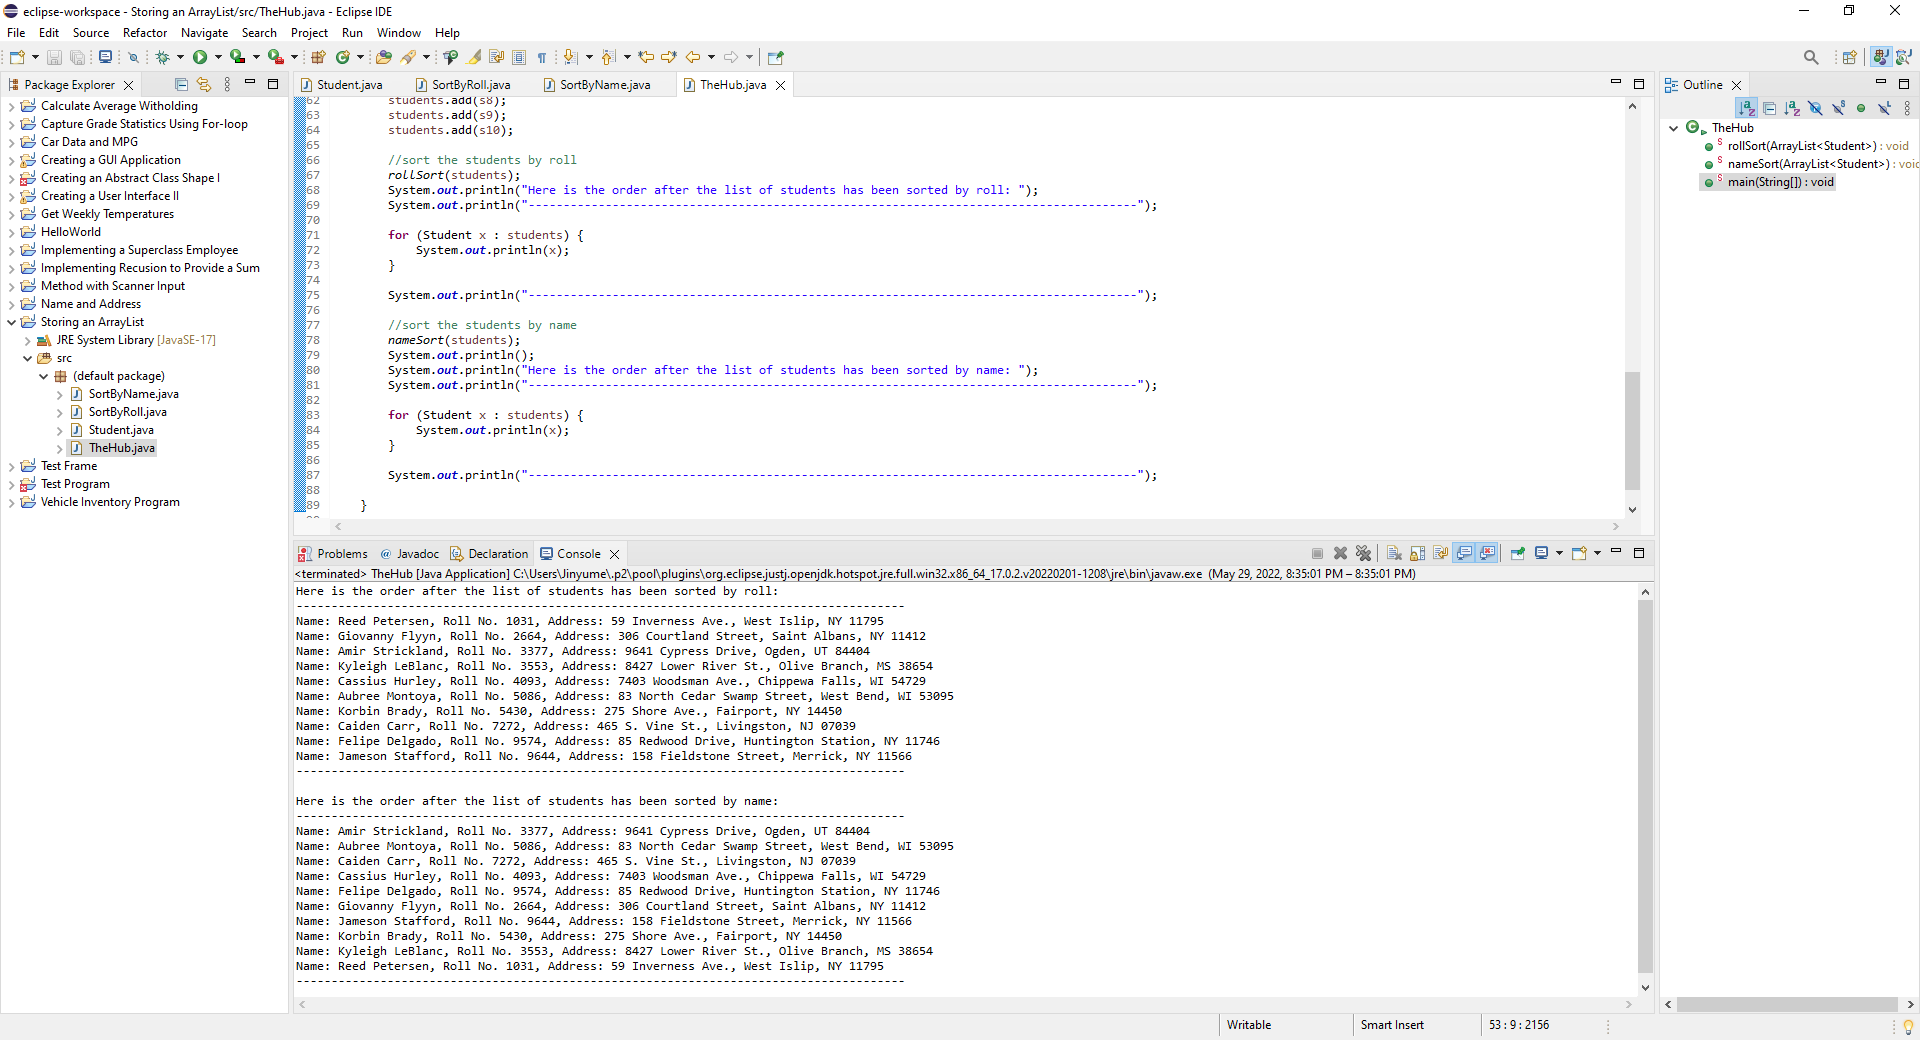 eclipse-workspace - Storing an ArrayList/src/TheHub.java - Eclipse IDE
File Edit Source Refactor Navigate Search Project Run Window Help
Package Explorer
Calculate Average Witholding
Capture Grade Statistics Using For-loop
Car Data and MPG
Creating a GUI Application
Creating an Abstract Class Shape I
Creating a User Interface II
Get Weekly Temperatures
HelloWorld
Implementing a Superclass Employee
Implementing Recusion to Provide a Sum
Method with Scanner Input
Name and Address
Storing an ArrayList
JRE System Library [JavaSE-17]
src
(default package)
SortByName.java
SortByRoll.java
Student.java
TheHub.java
Test Frame
Test Program
Vehicle Inventory Program
Student.java SortByRoll.java SortByName.java TheHub.java
62 students.add(s8);
63 students.add(s9);
64 students.add(s10);
65
66 //sort the students by roll
67 rollSort(students);
68 System.out.println("Here is the order after the list of students has been sorted by roll: ");
69 System.out.println("---------------------------------------------------------------------------------------");
70
71 for (Student x : students) {
72 System.out.println(x);
73 }
74
75 System.out.println("---------------------------------------------------------------------------------------");
76
77 //sort the students by name
78 nameSort(students);
79 System.out.println();
80 System.out.println("Here is the order after the list of students has been sorted by name: ");
81 System.out.println("---------------------------------------------------------------------------------------");
82
83 for (Student x : students) {
84 System.out.println(x);
85 }
86
87 System.out.println("---------------------------------------------------------------------------------------");
88
89 }
Problems Javadoc Declaration Console
<terminated> TheHub [Java Application] C:\Users\Jinyume\.p2\pool\plugins\org.eclipse.justj.openjdk.hotspot.jre.full.win32.x86_64_17.0.2.v20220201-1208\jre\bin\javaw.exe (May 29, 2022, 8:35:01 PM – 8:35:01 PM)
Here is the order after the list of students has been sorted by roll:
---------------------------------------------------------------------------------------
Name: Reed Petersen, Roll No. 1031, Address: 59 Inverness Ave., West Islip, NY 11795
Name: Giovanny Flyyn, Roll No. 2664, Address: 306 Courtland Street, Saint Albans, NY 11412
Name: Amir Strickland, Roll No. 3377, Address: 9641 Cypress Drive, Ogden, UT 84404
Name: Kyleigh LeBlanc, Roll No. 3553, Address: 8427 Lower River St., Olive Branch, MS 38654
Name: Cassius Hurley, Roll No. 4093, Address: 7403 Woodsman Ave., Chippewa Falls, WI 54729
Name: Aubree Montoya, Roll No. 5086, Address: 83 North Cedar Swamp Street, West Bend, WI 53095
Name: Korbin Brady, Roll No. 5430, Address: 275 Shore Ave., Fairport, NY 14450
Name: Caiden Carr, Roll No. 7272, Address: 465 S. Vine St., Livingston, NJ 07039
Name: Felipe Delgado, Roll No. 9574, Address: 85 Redwood Drive, Huntington Station, NY 11746
Name: Jameson Stafford, Roll No. 9644, Address: 158 Fieldstone Street, Merrick, NY 11566
---------------------------------------------------------------------------------------
Here is the order after the list of students has been sorted by name:
---------------------------------------------------------------------------------------
Name: Amir Strickland, Roll No. 3377, Address: 9641 Cypress Drive, Ogden, UT 84404
Name: Aubree Montoya, Roll No. 5086, Address: 83 North Cedar Swamp Street, West Bend, WI 53095
Name: Caiden Carr, Roll No. 7272, Address: 465 S. Vine St., Livingston, NJ 07039
Name: Cassius Hurley, Roll No. 4093, Address: 7403 Woodsman Ave., Chippewa Falls, WI 54729
Name: Felipe Delgado, Roll No. 9574, Address: 85 Redwood Drive, Huntington Station, NY 11746
Name: Giovanny Flyyn, Roll No. 2664, Address: 306 Courtland Street, Saint Albans, NY 11412
Name: Jameson Stafford, Roll No. 9644, Address: 158 Fieldstone Street, Merrick, NY 11566
Name: Korbin Brady, Roll No. 5430, Address: 275 Shore Ave., Fairport, NY 14450
Name: Kyleigh LeBlanc, Roll No. 3553, Address: 8427 Lower River St., Olive Branch, MS 38654
Name: Reed Petersen, Roll No. 1031, Address: 59 Inverness Ave., West Islip, NY 11795
---------------------------------------------------------------------------------------
Outline
TheHub
rollSort(ArrayList<Student>) : void
nameSort(ArrayList<Student>) : voic
main(String[]) : void
Writable Smart Insert 53 : 9 : 2156